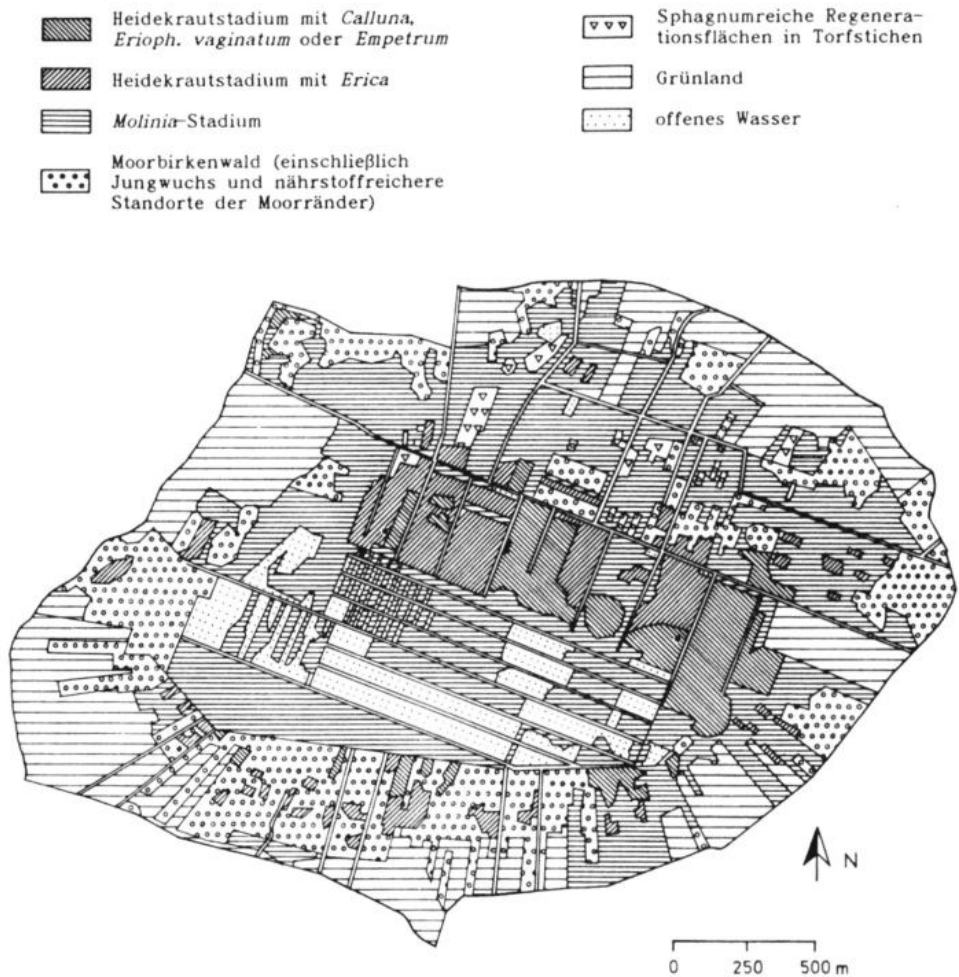 Heidekrautstadium mit Calluna,
Erioph. vaginatum oder Empetrum
Heidekrautstadium mit Erica
Molinia-Stadium
Moorbirkenwald (einschließlich
Jungwuchs und nährstoffreichere
Standorte der Moorränder)
Sphagnumreiche Regenera-
tionsflächen in Torfstichen
Grünland
offenes Wasser
N
0 250 500 m